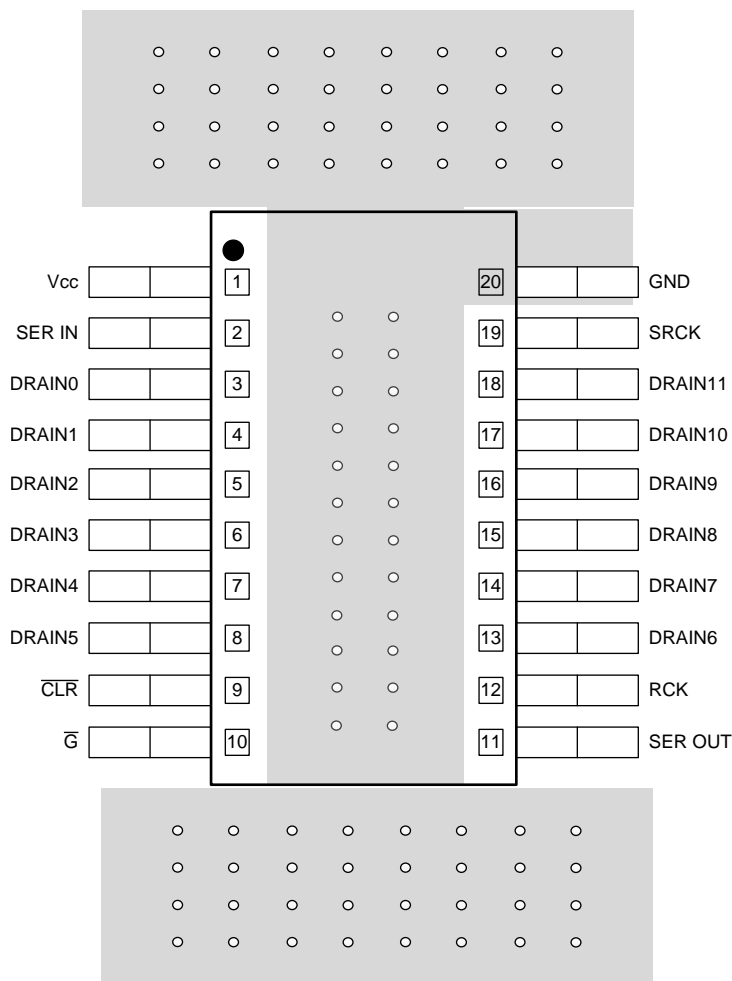 Vcc 1 20 GND
SER IN 2 19 SRCK
DRAIN0 3 18 DRAIN11
DRAIN1 4 17 DRAIN10
DRAIN2 5 16 DRAIN9
DRAIN3 6 15 DRAIN8
DRAIN4 7 14 DRAIN7
DRAIN5 8 13 DRAIN6
C̅L̅R̅ 9 12 RCK
G̅ 10 11 SER OUT